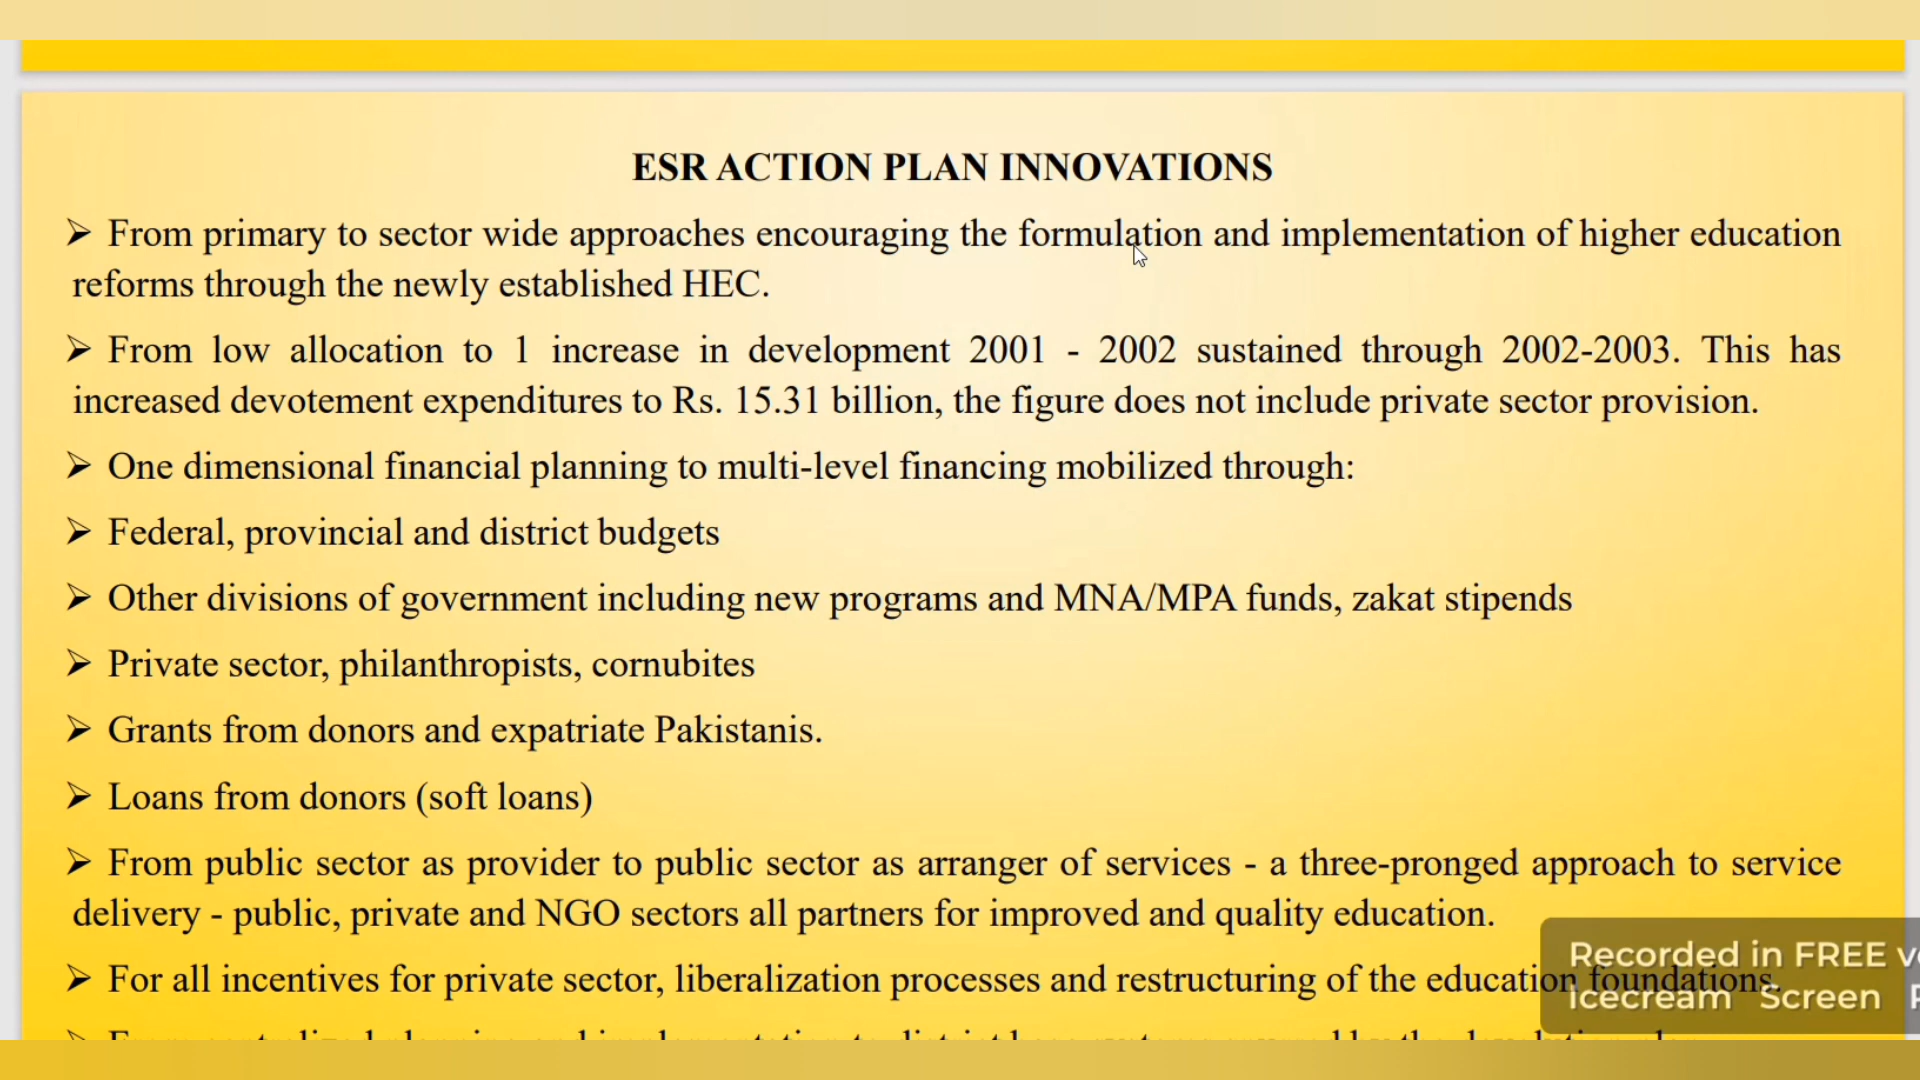 ESR ACTION PLAN INNOVATIONS
➢ From primary to sector wide approaches encouraging the formulation and implementation of higher education
reforms through the newly established HEC.
➢ From low allocation to 1 increase in development 2001 - 2002 sustained through 2002-2003. This has
increased devotement expenditures to Rs. 15.31 billion, the figure does not include private sector provision.
➢ One dimensional financial planning to multi-level financing mobilized through:
➢ Federal, provincial and district budgets
➢ Other divisions of government including new programs and MNA/MPA funds, zakat stipends
➢ Private sector, philanthropists, cornubites
➢ Grants from donors and expatriate Pakistanis.
➢ Loans from donors (soft loans)
➢ From public sector as provider to public sector as arranger of services - a three-pronged approach to service
delivery - public, private and NGO sectors all partners for improved and quality education.
➢ For all incentives for private sector, liberalization processes and restructuring of the education foundations.
Recorded in FREE
Icecream Screen